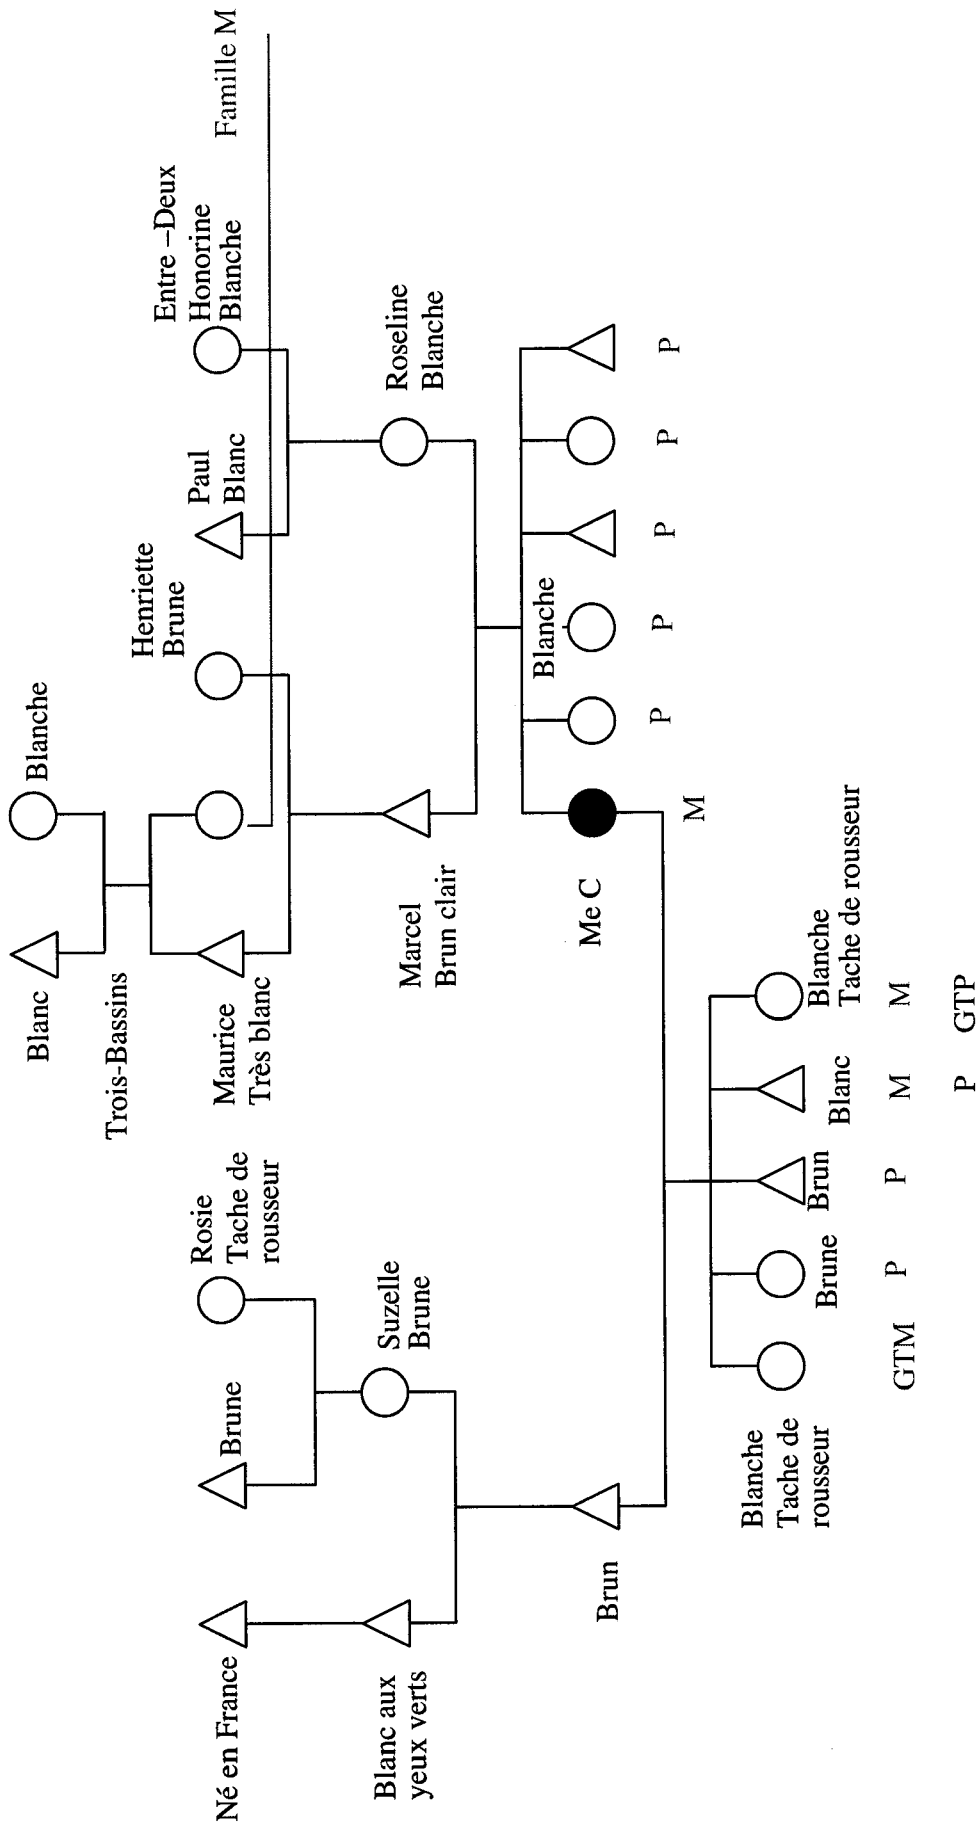 Blanc
Blanche
Trois-Bassins
Né en France
Brune
Rosie
Tache de
rousseur
Maurice
Très blanc
Henriette
Brune
Paul
Blanc
Entre –Deux
Honorine
Blanche
Famille M
Blanc aux
yeux verts
Suzelle
Brune
Marcel
Brun clair
Roseline
Blanche
Brun
Me C
Blanche
M
P
P
P
P
P
Blanche
Tache de
rousseur
Brune
Brun
Blanc
Blanche
Tache de rousseur
GTM
P
P
M
M
P
GTP